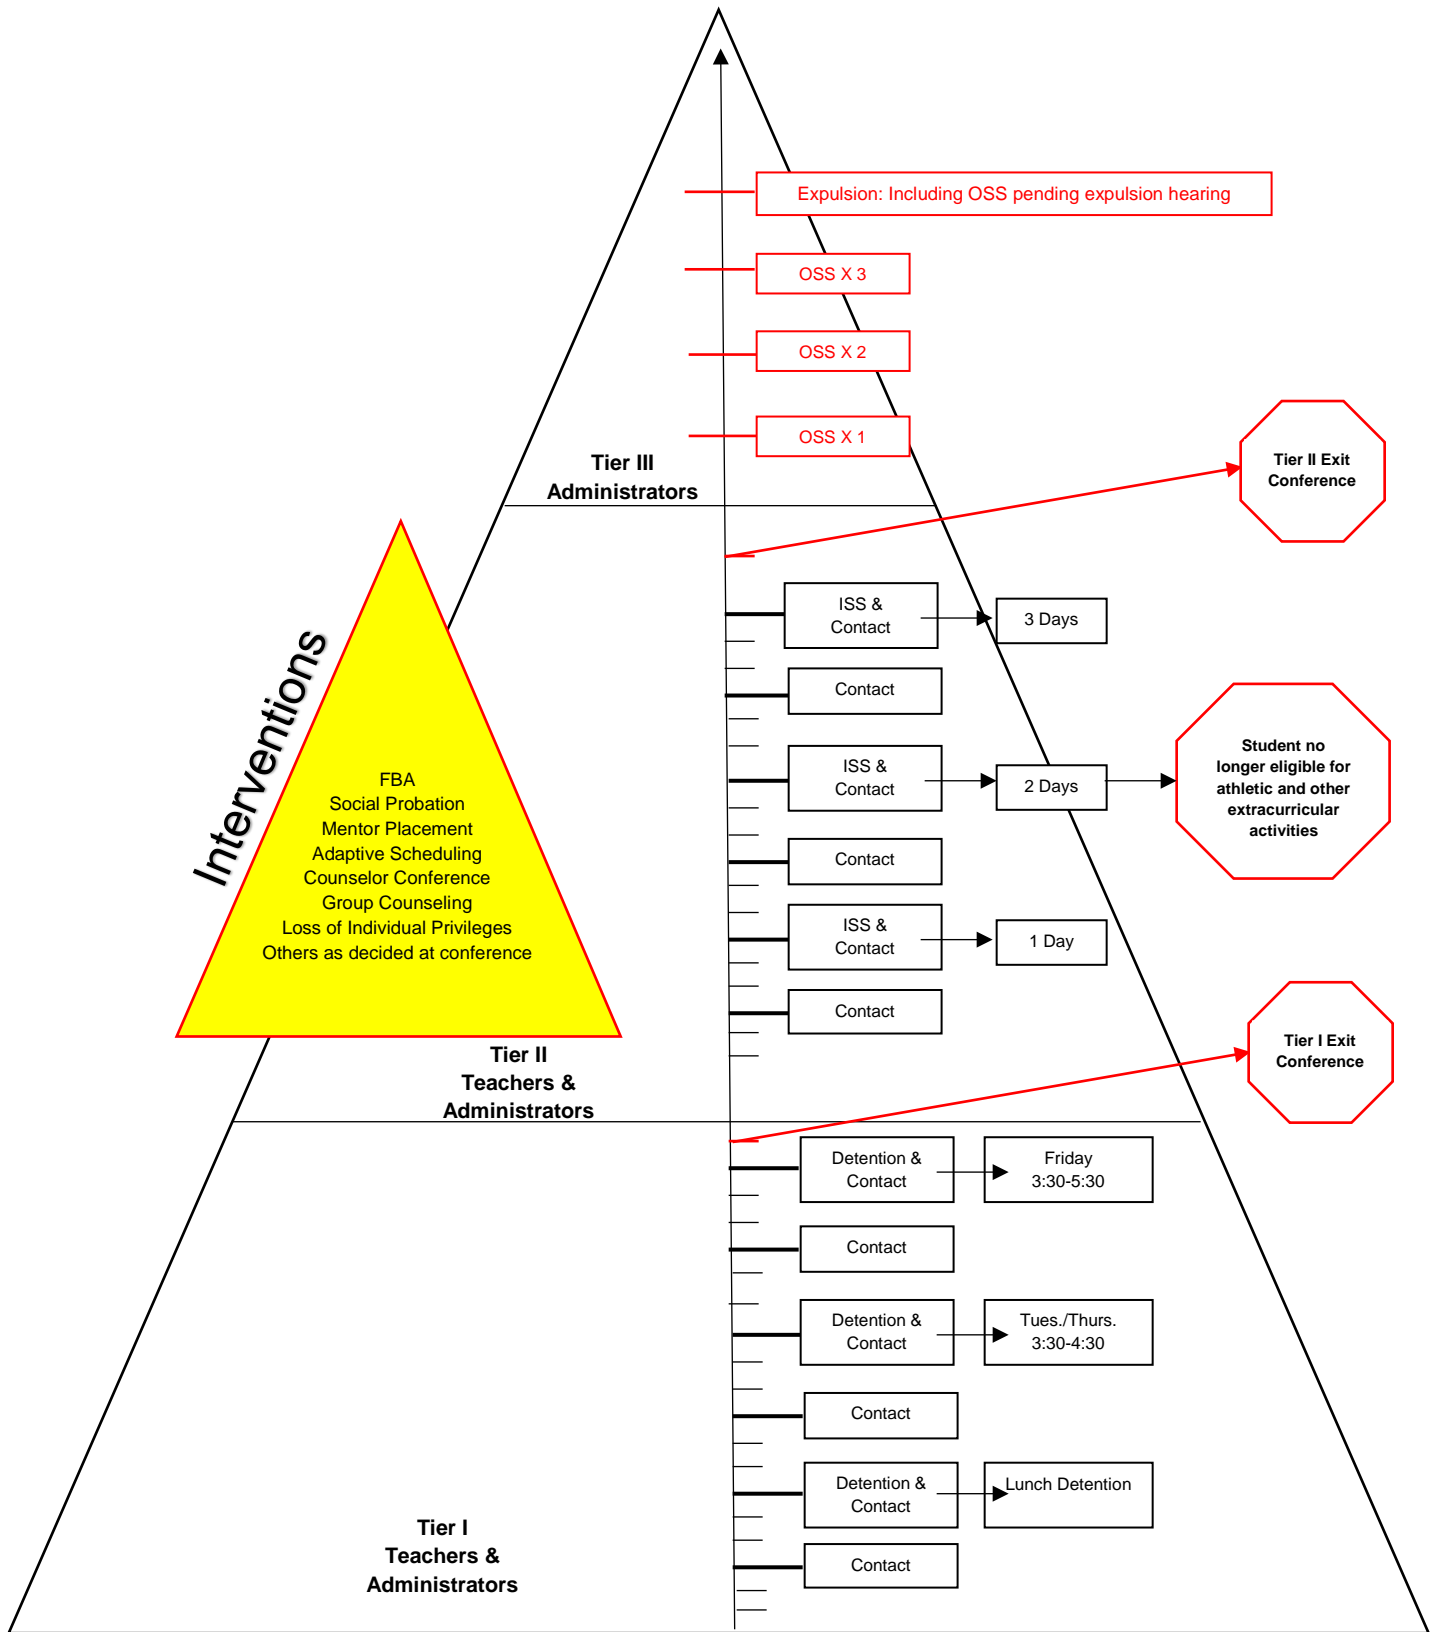 Expulsion: Including OSS pending expulsion hearing
OSS X 3
OSS X 2
OSS X 1
Tier III
Administrators
Tier II Exit
Conference
ISS &
Contact
3 Days
Contact
ISS &
Contact
2 Days
Student no
longer eligible for
athletic and other
extracurricular
activities
Contact
ISS &
Contact
1 Day
Contact
Interventions
FBA
Social Probation
Mentor Placement
Adaptive Scheduling
Counselor Conference
Group Counseling
Loss of Individual Privileges
Others as decided at conference
Tier II
Teachers &
Administrators
Tier I Exit
Conference
Detention &
Contact
Friday
3:30-5:30
Contact
Detention &
Contact
Tues./Thurs.
3:30-4:30
Contact
Detention &
Contact
Lunch Detention
Contact
Tier I
Teachers &
Administrators